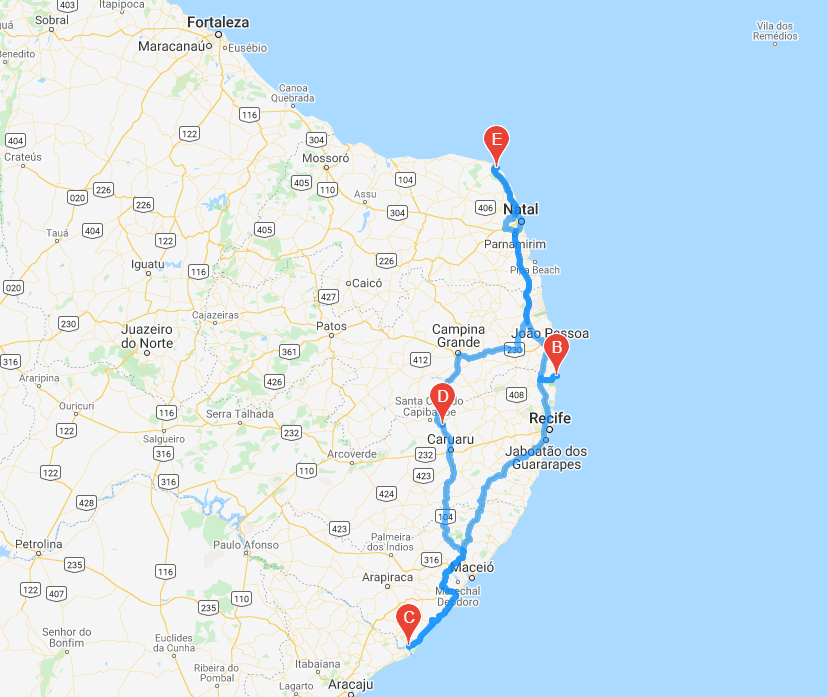 403
Itapipoca
Sobral
Fortaleza
Maracanaú
Eusébio
Vila dos
Remédios
Benedito
Canoa
Quebrada
116
122
304
404
Crateús
Mossoró
E
405
110
104
Assu
020
226
226
304
406
Natal
404
405
Tauá
122
Parnamirim
226
Iguatu
116
Pipa Beach
020
Caicó
427
230
Cajazeiras
Juazeiro
do Norte
Patos
Campina
Grande
João Pessoa
B
116
361
412
230
Araripina
426
D
408
Ouricuri
116
Serra Talhada
Santa
Capibaribe
Recife
122
Salgueiro
232
Caruaru
316
Arcoverde
232
Jaboatão dos
Guararapes
122
316
110
423
428
424
104
423
Petrolina
Paulo Afonso
Palmeira
dos Índios
316
235
116
Maceió
122
407
Arapiraca
Marechal
Deodoro
110
235
C
Senhor do
Bonfim
Euclides
da Cunha
Itabaiana
Ribeira do
Pombal
Lagarto
Aracaju